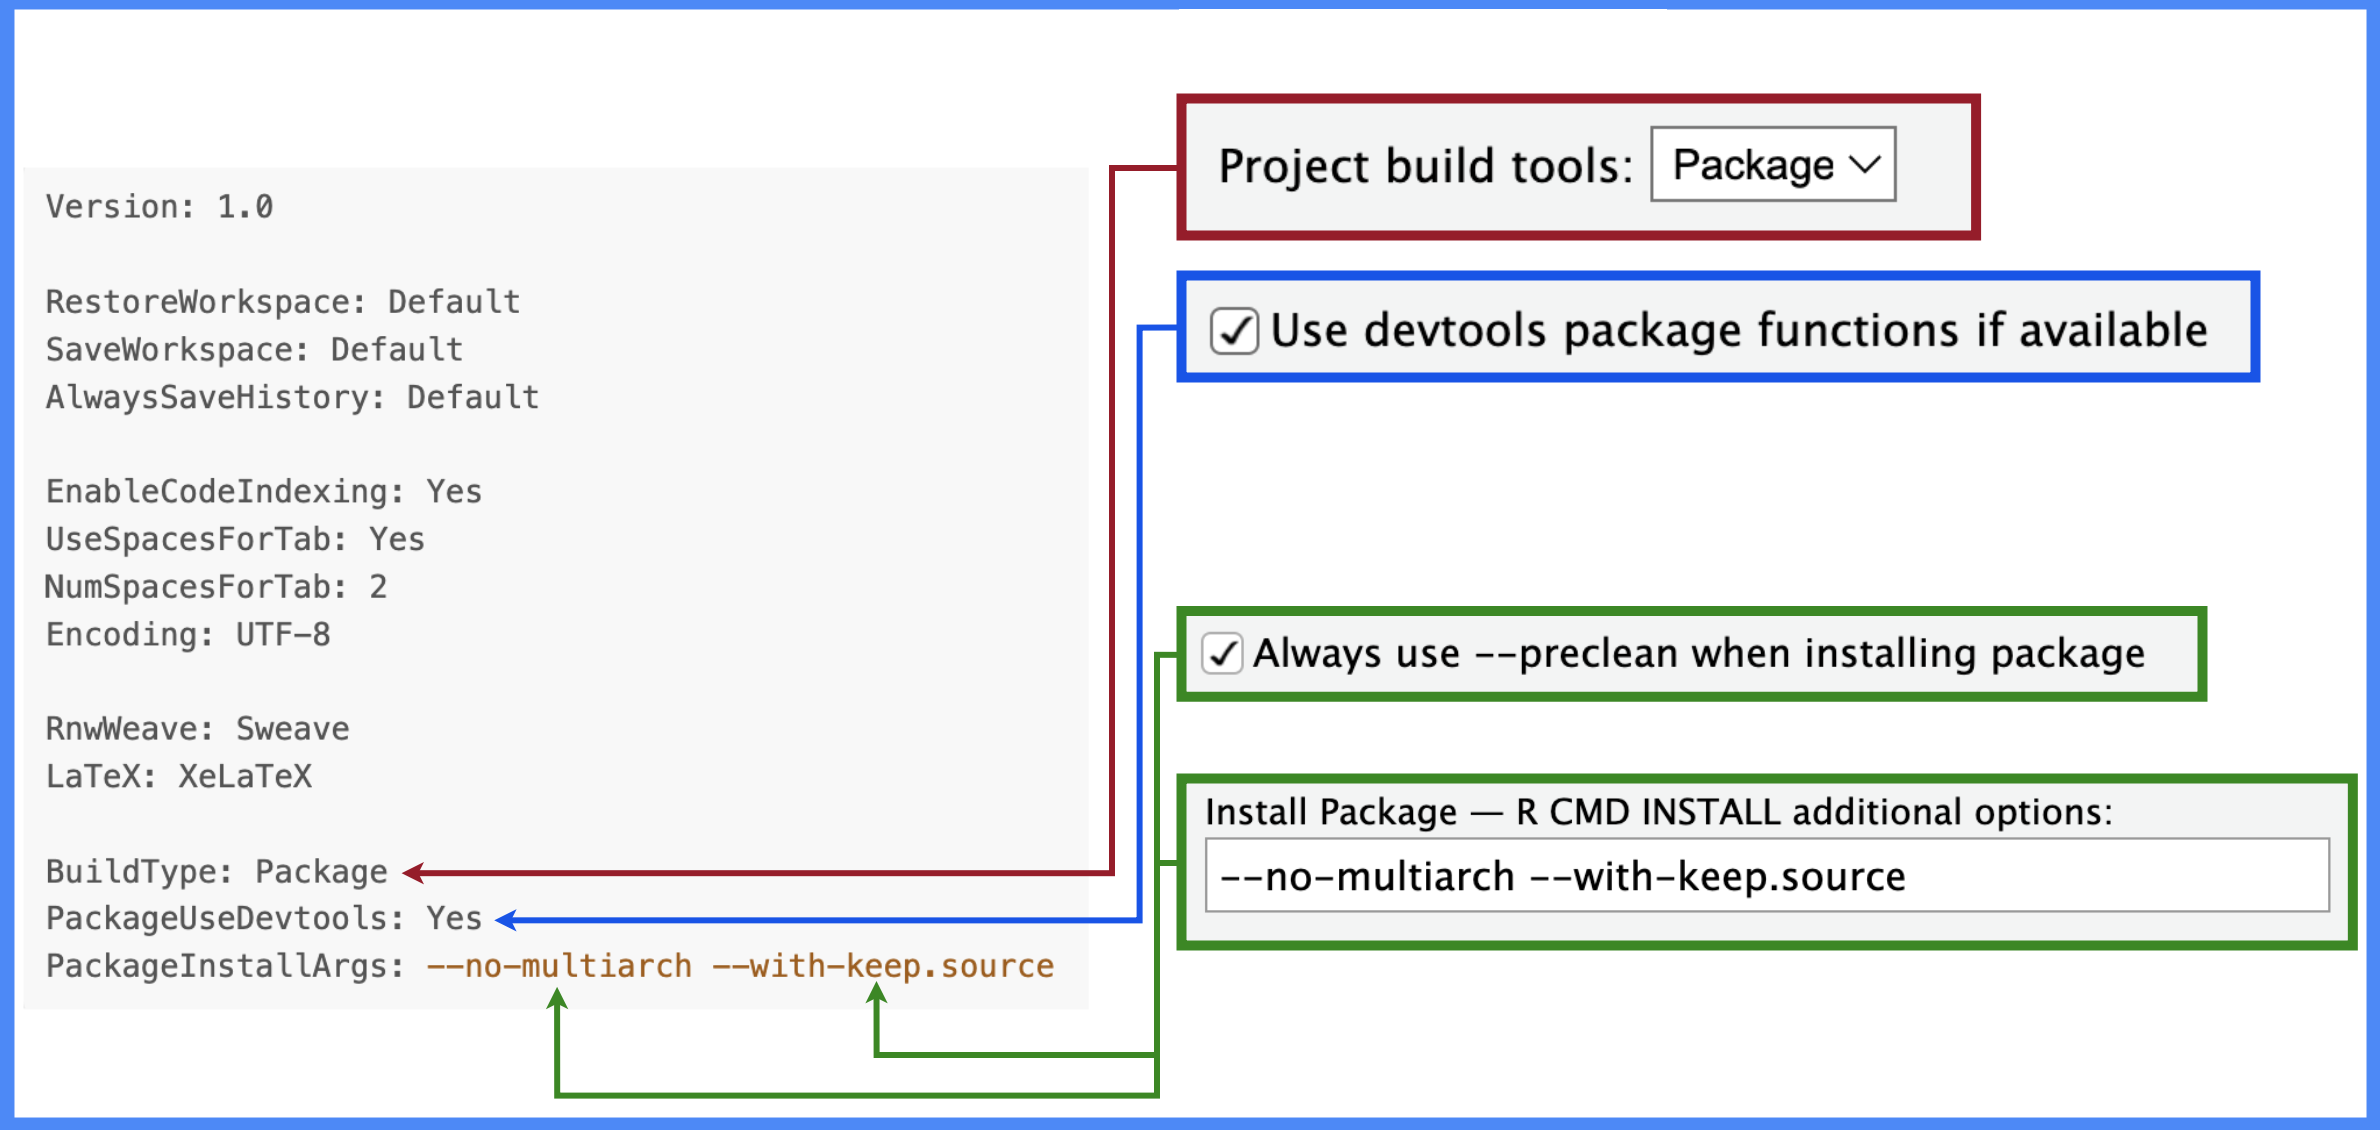 Version: 1.0
RestoreWorkspace: Default
SaveWorkspace: Default
AlwaysSaveHistory: Default
EnableCodeIndexing: Yes
UseSpacesForTab: Yes
NumSpacesForTab: 2
Encoding: UTF-8
RnwWeave: Sweave
LaTeX: XeLaTeX
BuildType: Package
PackageUseDevtools: Yes
PackageInstallArgs: --no-multiarch --with-keep.source
Project build tools: Package
Use devtools package functions if available
Always use --preclean when installing package
Install Package — R CMD INSTALL additional options:
--no-multiarch --with-keep.source